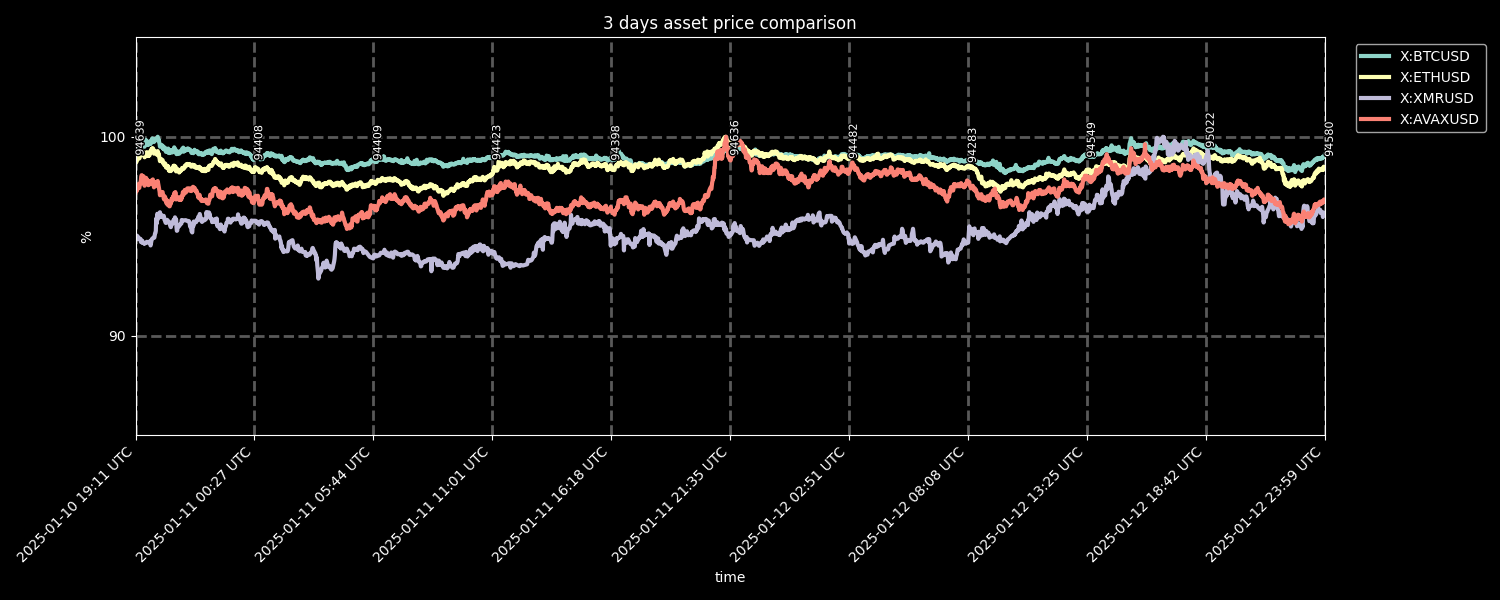 3 days asset price comparison
X:BTCUSD
X:ETHUSD
X:XMRUSD
X:AVAXUSD
100
90
%
94639
94408
94409
94423
94398
94636
94482
94283
94549
95022
94580
2025-01-10 19:11 UTC
2025-01-11 00:27 UTC
2025-01-11 05:44 UTC
2025-01-11 11:01 UTC
2025-01-11 16:18 UTC
2025-01-11 21:35 UTC
2025-01-12 02:51 UTC
2025-01-12 08:08 UTC
2025-01-12 13:25 UTC
2025-01-12 18:42 UTC
2025-01-12 23:59 UTC
time